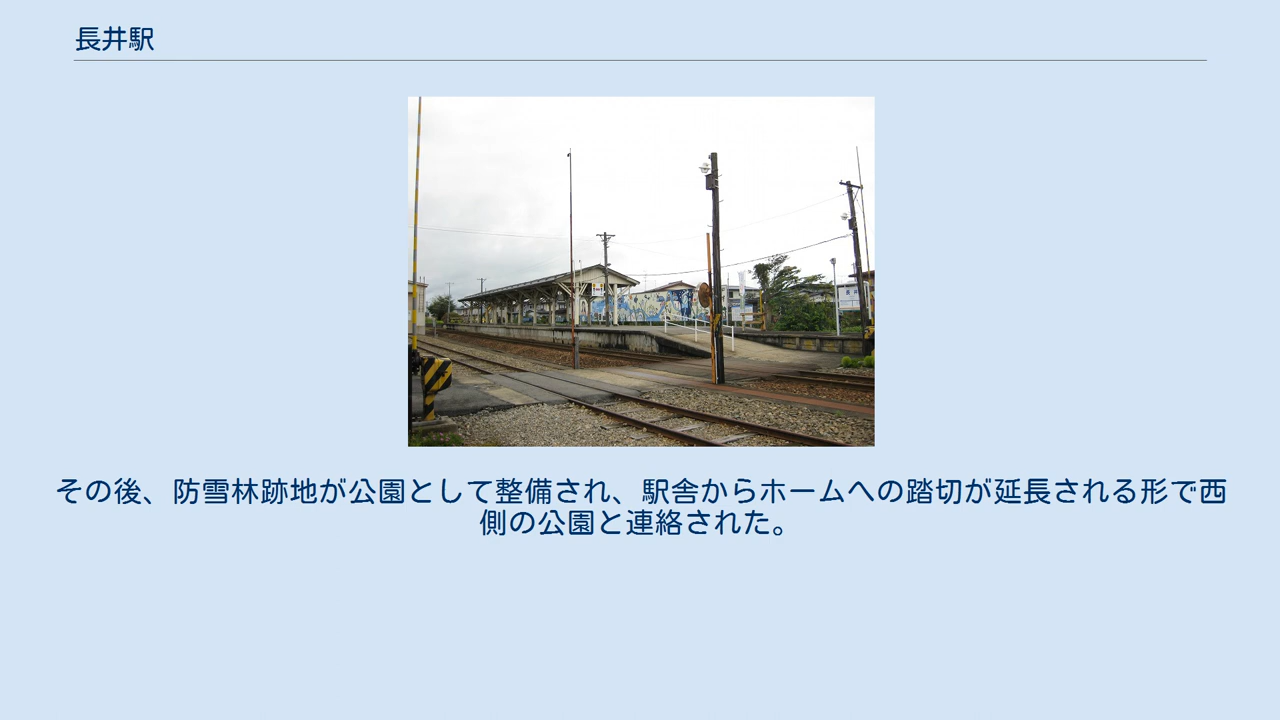 長井駅
その後、防雪林跡地が公園として整備され、駅舎からホームへの踏切が延長される形で西
側の公園と連絡された。